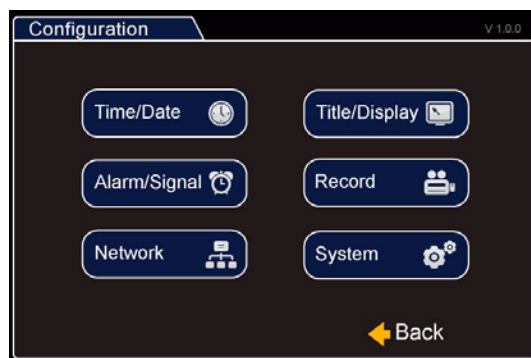 Configuration
V 1.0.0
Time/Date
Title/Display
Alarm/Signal
Record
Network
System
Back